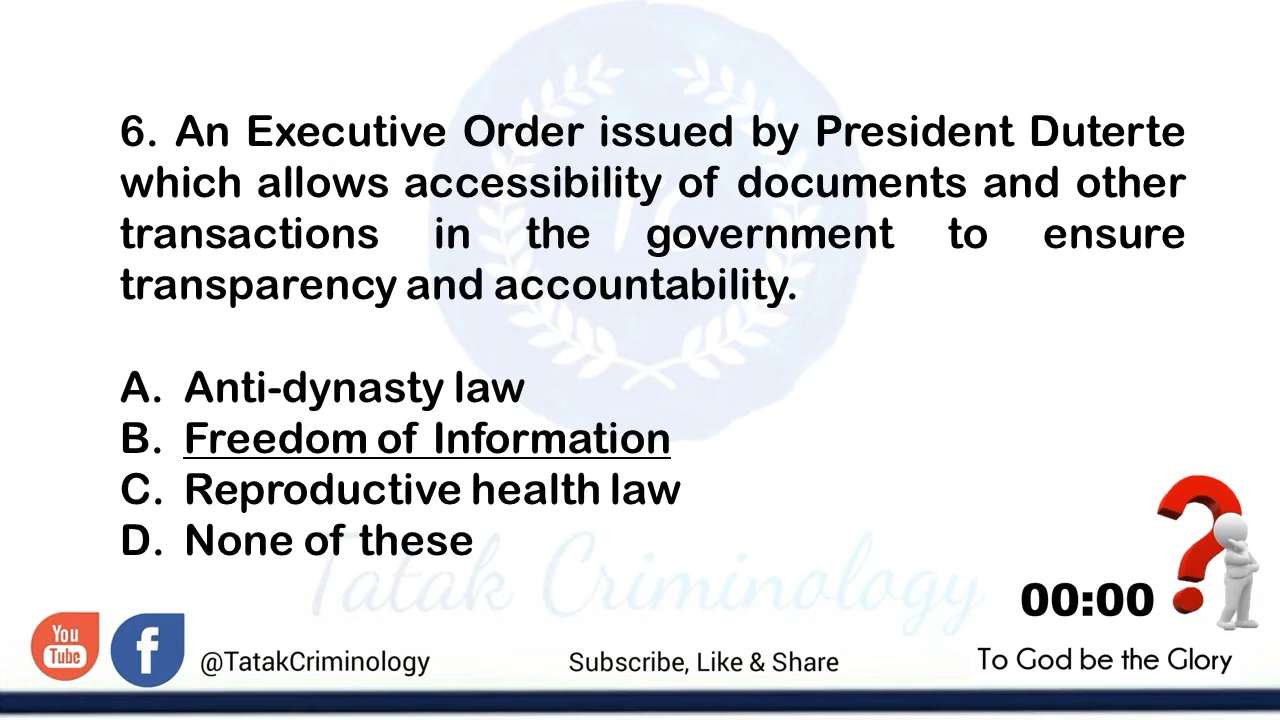 6. An Executive Order issued by President Duterte
which allows accessibility of documents and other
transactions in the government to ensure
transparency and accountability.
A. Anti-dynasty law
B. Freedom of Information
C. Reproductive health law
D. None of these
Tatak Criminology
00:00
You
Tube
f
@TatakCriminology
Subscribe, Like & Share
To God be the Glory